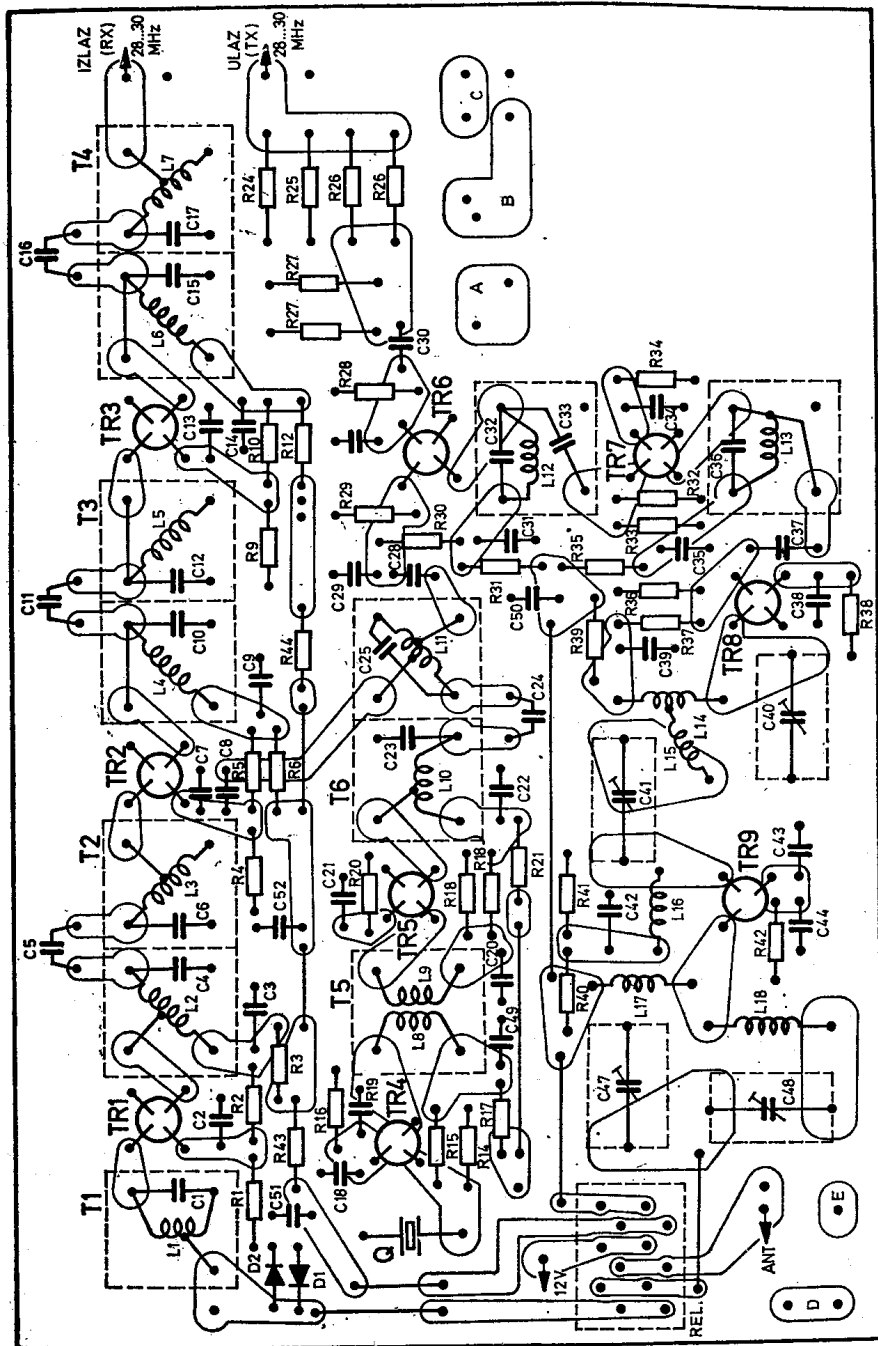 IZLAZ
(RX)
28...30
MHz
ULAZ
(TX)
28...30
MHz
T4
L7
C17
C16
C15
L6
R24
R25
R26
R26
C
B
A
R27
R27
C30
TR3
C13
C14
R10
R12
R28
TR6
C32
C33
L12
R34
C34
TR7
C36
L13
T3
L5
C12
C11
C10
L4
R9
R44
C9
R29
R30
C29
C28
C31
R31
R35
R32
R33
C35
C37
C50
R36
R37
R39
C39
TR8
C38
R38
TR2
C7
C8
R5
R6
C25
L11
C24
T6
C23
L10
C22
L14
L15
C40
C41
T2
L3
C6
C5
C4
L2
R4
C52
C21
R20
TR5
R18
R18
R21
R41
C42
L16
TR9
C43
C44
R42
C3
R3
T5
L9
L8
C20
C49
R40
L17
L18
TR1
C2
R2
R43
R16
R19
TR4
R15
R14
R17
C47
C48
T1
L1
C1
R1
C51
C18
D2
D1
Q
12V
REL.
ANT
D
E